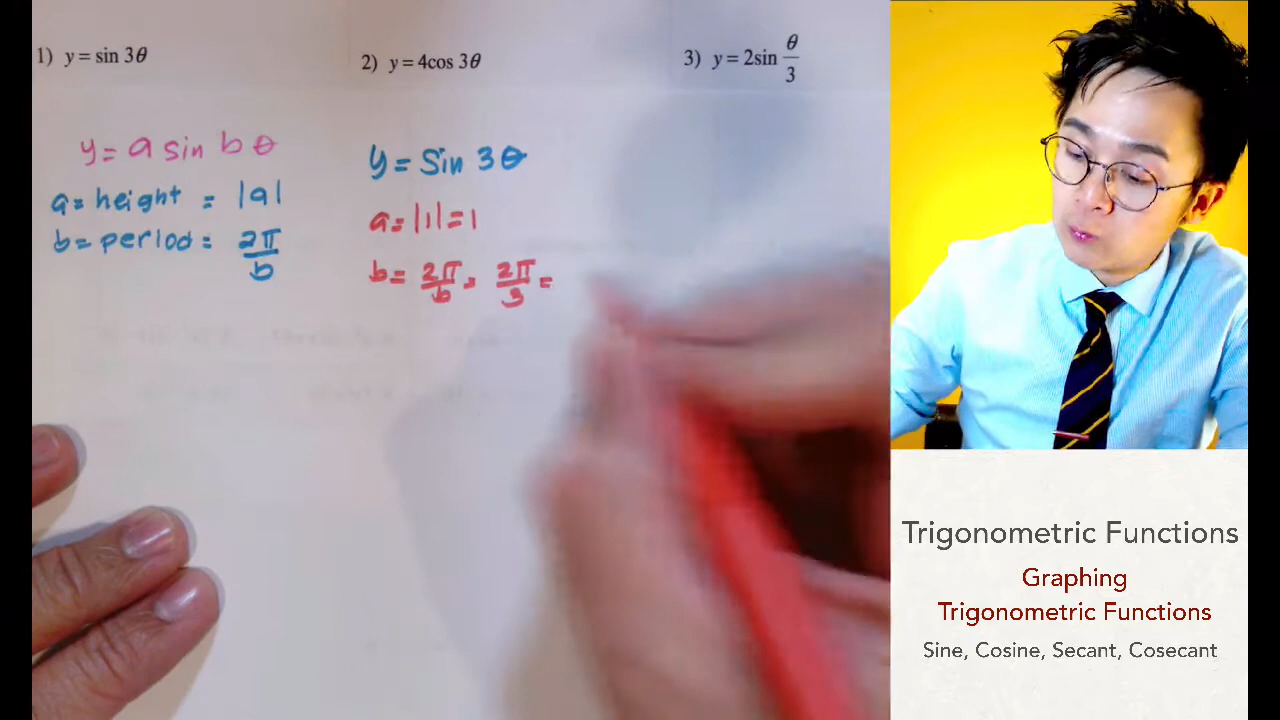 1) y = sin 3θ
2) y = 4cos 3θ
3) y = 2sin θ/3
y = a sin b θ
a = height = |a|
b = period = 2π/b
y = Sin 3θ
a = |1| = 1
b = 2π/b = 2π/3 =
Trigonometric Functions
Graphing
Trigonometric Functions
Sine, Cosine, Secant, Cosecant